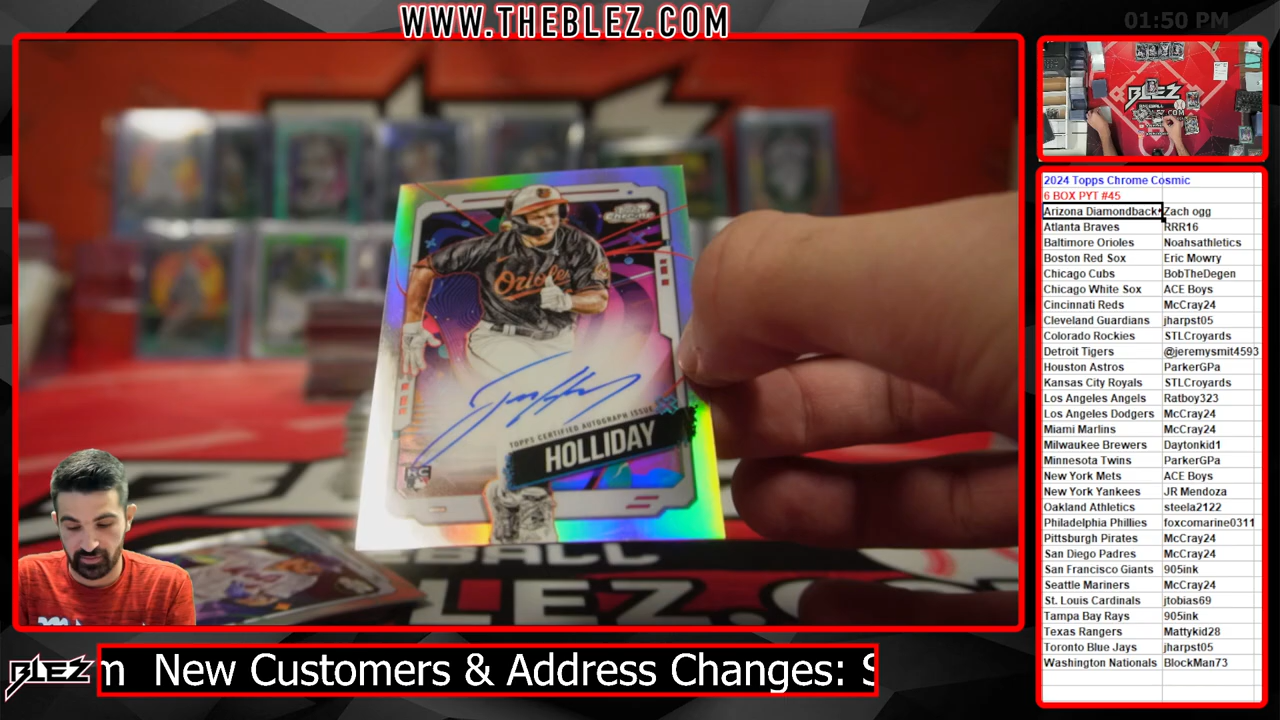 WWW.THEBLEZ.COM
01:50 PM
BLEZ
2024 Topps Chrome Cosmic
6 BOX PYT #45
Arizona Diamondback Zach ogg
Atlanta Braves RRR16
Baltimore Orioles Noahsathletics
Boston Red Sox Eric Mowry
Chicago Cubs BobTheDegen
Chicago White Sox ACE Boys
Cincinnati Reds McCray24
Cleveland Guardians jharpst05
Colorado Rockies STLCroyards
Detroit Tigers @jeremysmit4593
Houston Astros ParkerGPa
Kansas City Royals STLCroyards
Los Angeles Angels Ratboy323
Los Angeles Dodgers McCray24
Miami Marlins McCray24
Milwaukee Brewers Daytonkid1
Minnesota Twins ParkerGPa
New York Mets ACE Boys
New York Yankees JR Mendoza
Oakland Athletics steela2122
Philadelphia Phillies foxcomarine0311
Pittsburgh Pirates McCray24
San Diego Padres McCray24
San Francisco Giants 905ink
Seattle Mariners McCray24
St. Louis Cardinals jtobias69
Tampa Bay Rays 905ink
Texas Rangers Mattykid28
Toronto Blue Jays jharpst05
Washington Nationals BlockMan73
Chrome
Orioles
TOPPS CERTIFIED AUTOGRAPH ISSUE
HOLLIDAY
RC
BALL
BLEZ.
BLEZ
m New Customers & Address Changes: S